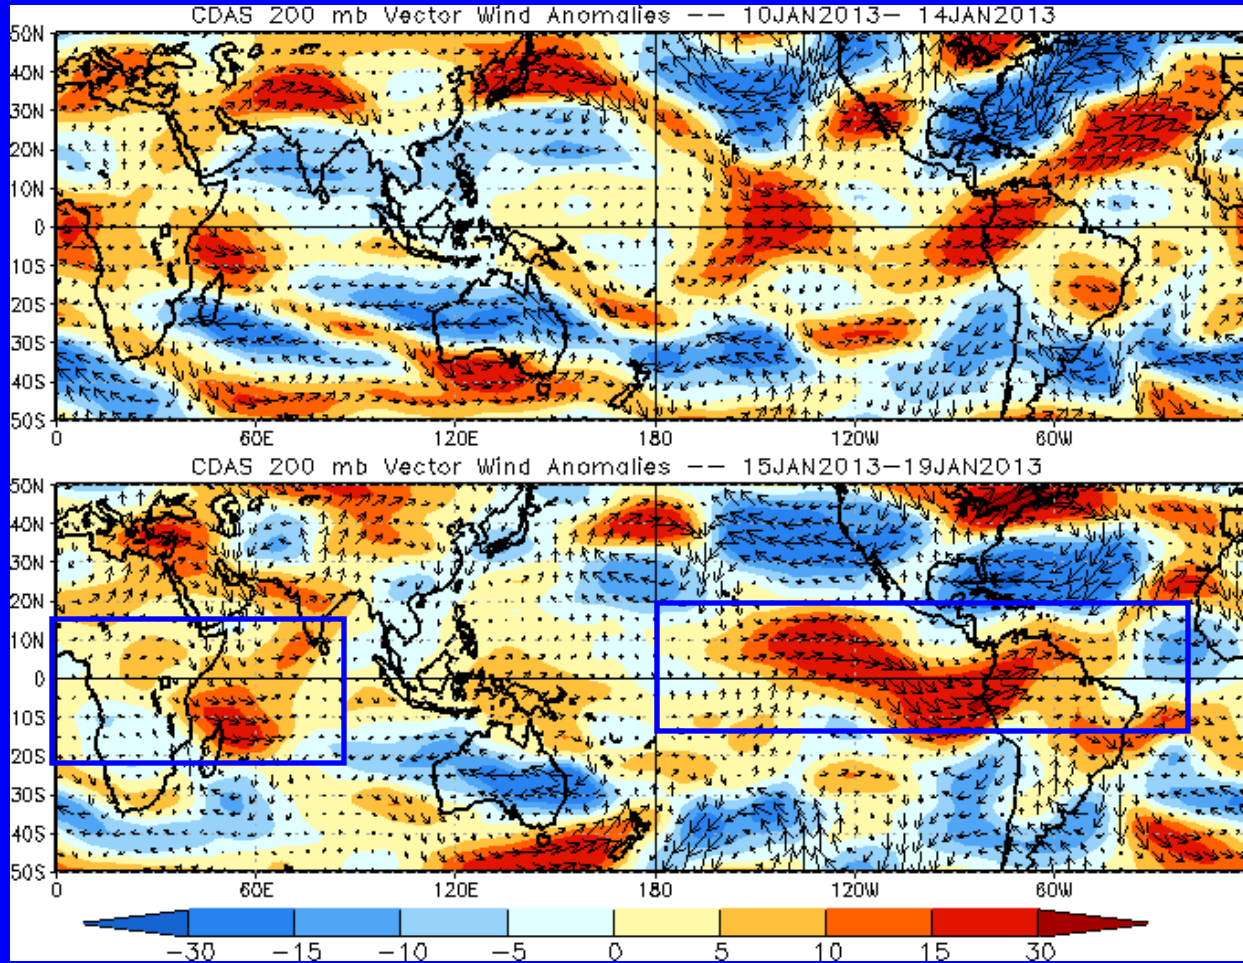 CDAS 200 mb Vector Wind Anomalies -- 10JAN2013- 14JAN2013
50N
40N
30N
20N
10N
0
10S
20S
30S
40S
50S
0 60E 120E 180 120W 60W
CDAS 200 mb Vector Wind Anomalies -- 15JAN2013-19JAN2013
50N
40N
30N
20N
10N
0
10S
20S
30S
40S
50S
0 60E 120E 180 120W 60W
-30 -15 -10 -5 0 5 10 15 30